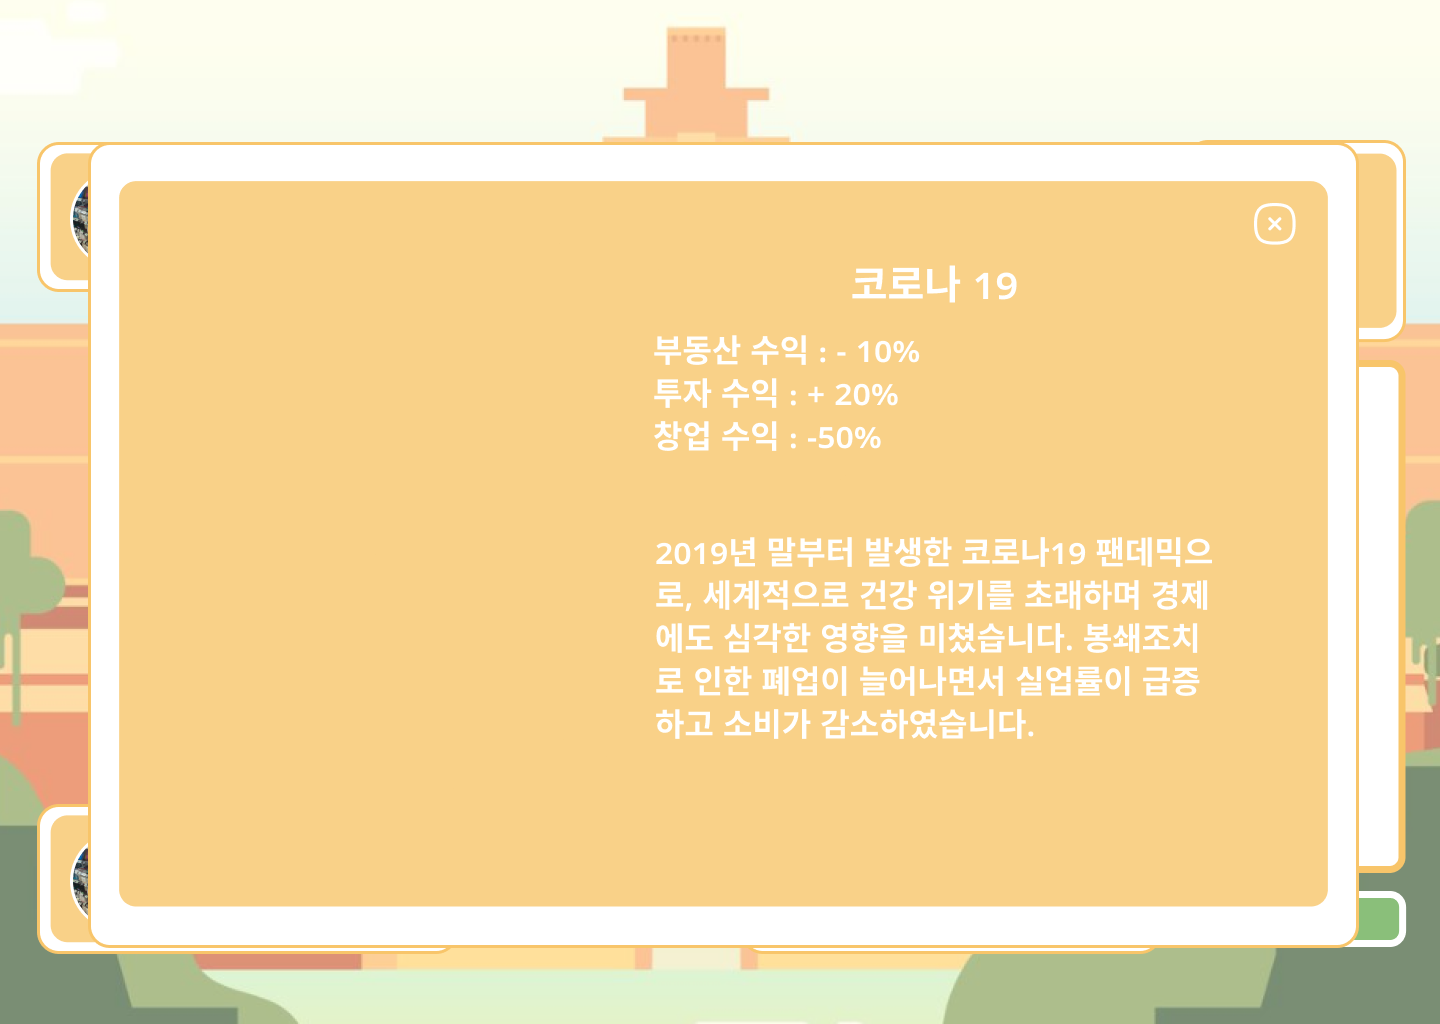 코로나 19
부동산 수익 : - 10%
투자 수익 : + 20%
창업 수익 : -50%
2019년 말부터 발생한 코로나19 팬데믹으
로, 세계적으로 건강 위기를 초래하며 경제
에도 심각한 영향을 미쳤습니다. 봉쇄조치
로 인한 폐업이 늘어나면서 실업률이 급증
하고 소비가 감소하였습니다.